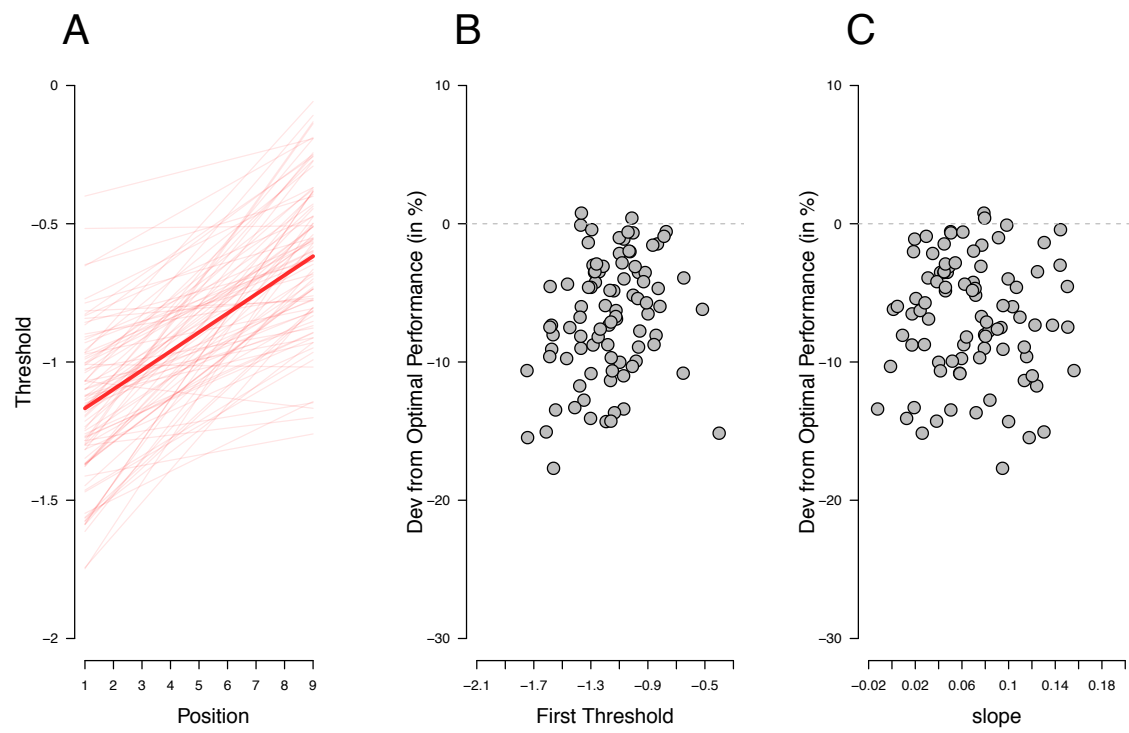 A
B
C
0
−0.5
−1
−1.5
−2
Threshold
1 2 3 4 5 6 7 8 9
Position
10
0
−10
−20
−30
Dev from Optimal Performance (in %)
−2.1 −1.7 −1.3 −0.9 −0.5
First Threshold
10
0
−10
−20
−30
Dev from Optimal Performance (in %)
−0.02 0.02 0.06 0.1 0.14 0.18
slope